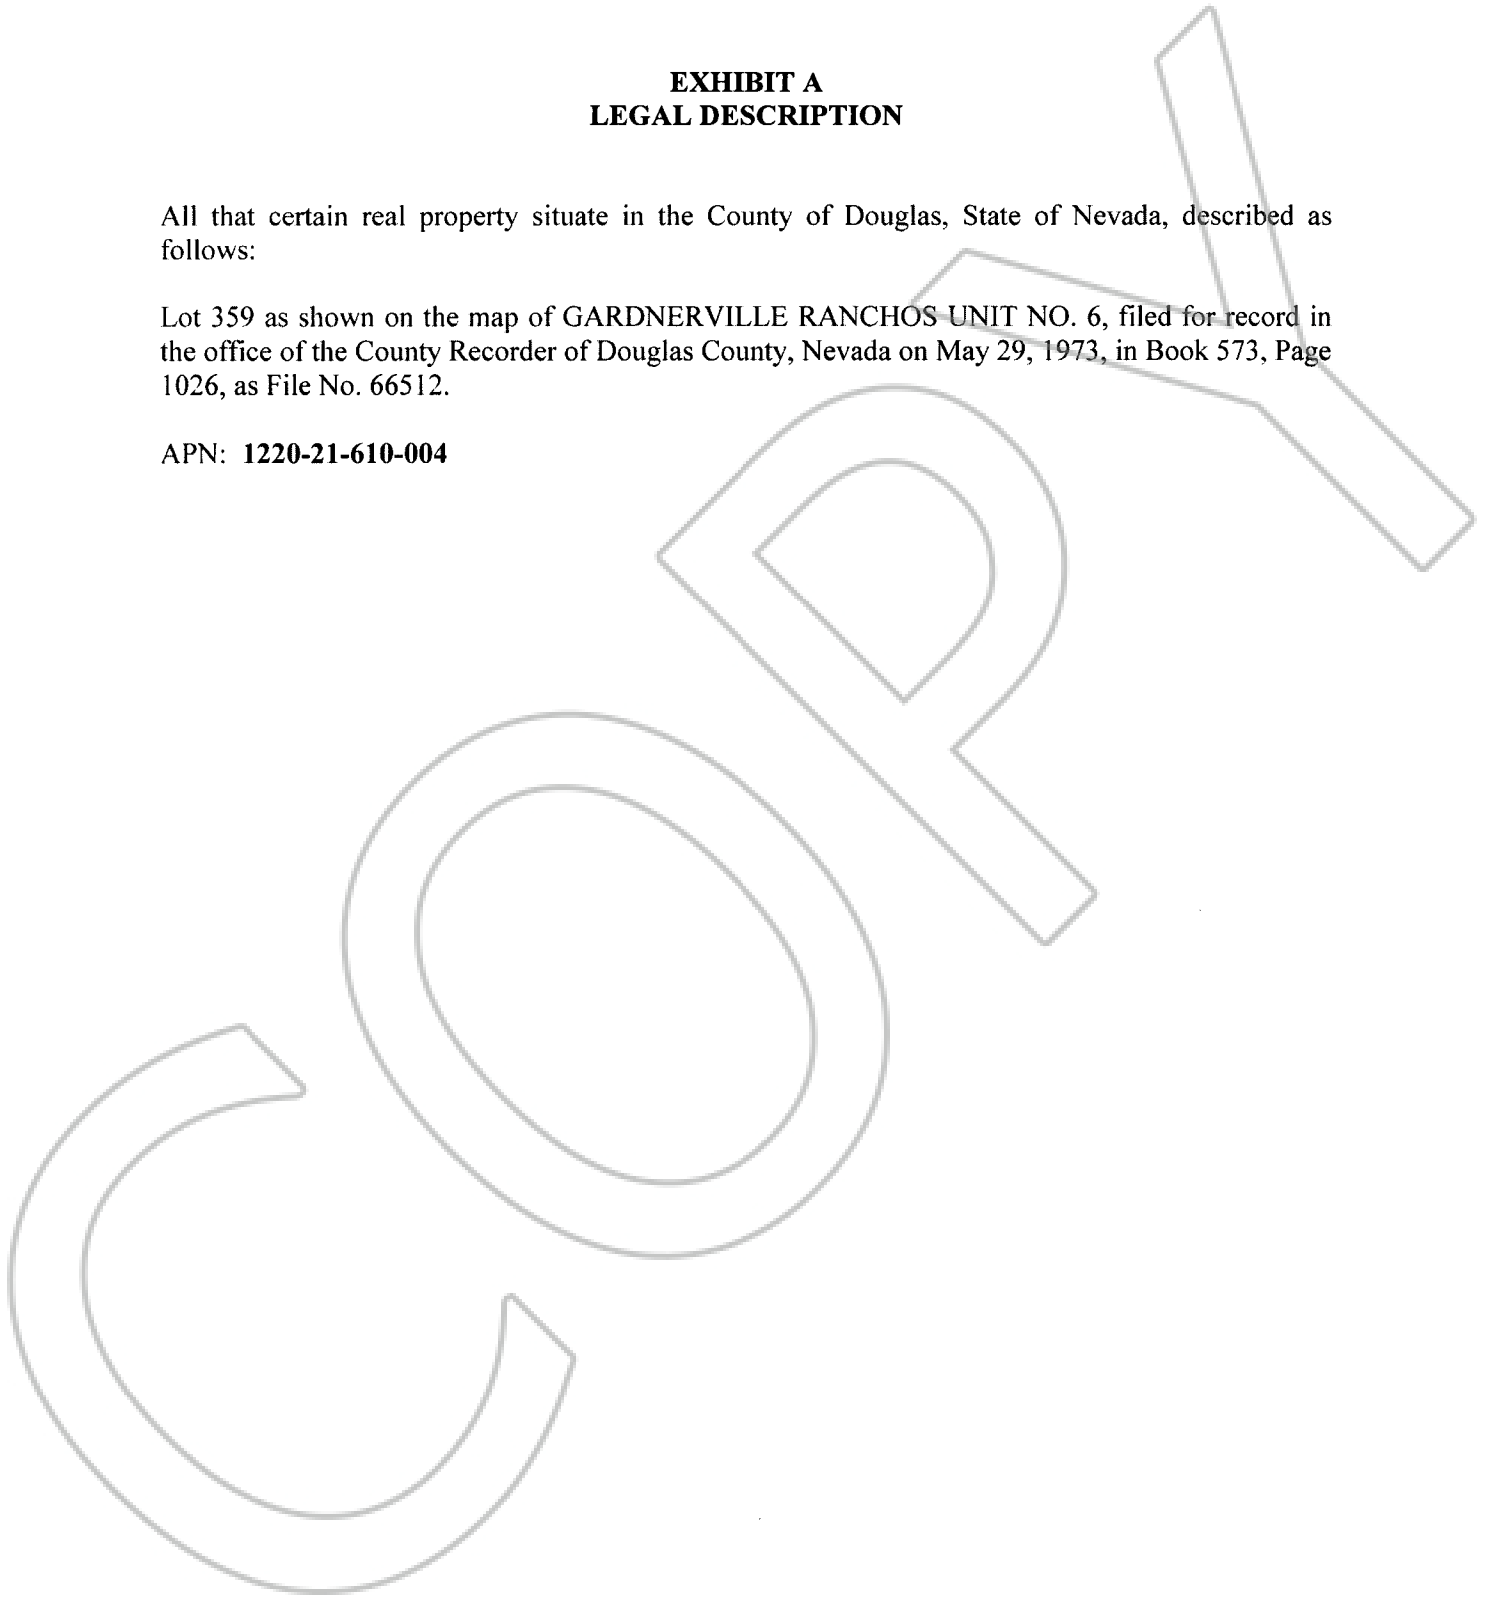 EXHIBIT A
LEGAL DESCRIPTION
All that certain real property situate in the County of Douglas, State of Nevada, described as
follows:
Lot 359 as shown on the map of GARDNERVILLE RANCHOS UNIT NO. 6, filed for record in
the office of the County Recorder of Douglas County, Nevada on May 29, 1973, in Book 573, Page
1026, as File No. 66512.
APN: 1220-21-610-004
COPY